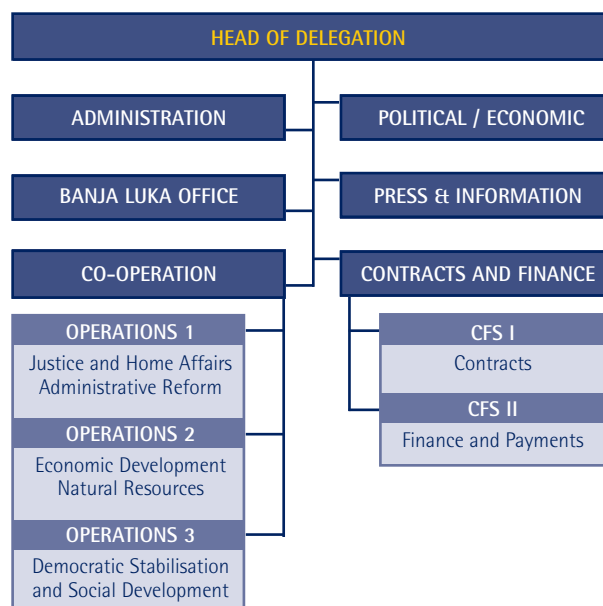 HEAD OF DELEGATION
ADMINISTRATION
POLITICAL / ECONOMIC
BANJA LUKA OFFICE
PRESS & INFORMATION
CO-OPERATION
CONTRACTS AND FINANCE
OPERATIONS 1
Justice and Home Affairs
Administrative Reform
OPERATIONS 2
Economic Development
Natural Resources
OPERATIONS 3
Democratic Stabilisation
and Social Development
CFS I
Contracts
CFS II
Finance and Payments